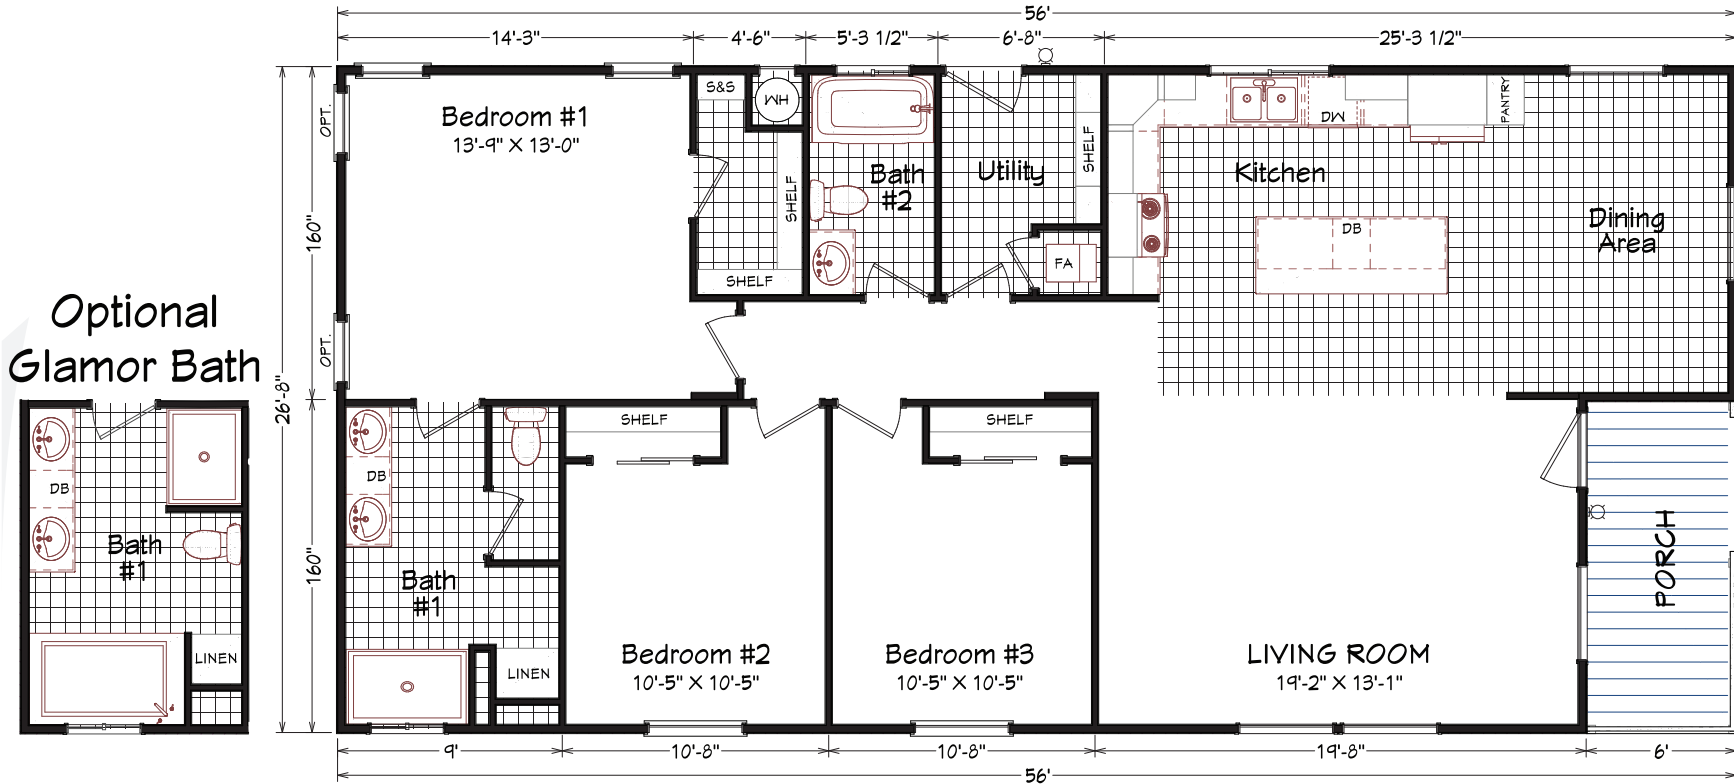 56'
14'-3"
4'-6"
5'-3 1/2"
6'-8"
25'-3 1/2"
OPT.
Bedroom #1
13'-9" X 13'-0"
S&S
WH
SHELF
SHELF
Bath
#2
Utility
SHELF
FA
DW
PANTRY
Kitchen
DB
Dining
Area
160"
26'-8"
OPT.
Optional
Glamor Bath
DB
Bath
#1
LINEN
160"
DB
Bath
#1
LINEN
SHELF
Bedroom #2
10'-5" X 10'-5"
SHELF
Bedroom #3
10'-5" X 10'-5"
LIVING ROOM
19'-2" X 13'-1"
PORCH
9'
10'-8"
10'-8"
19'-8"
6'
56'